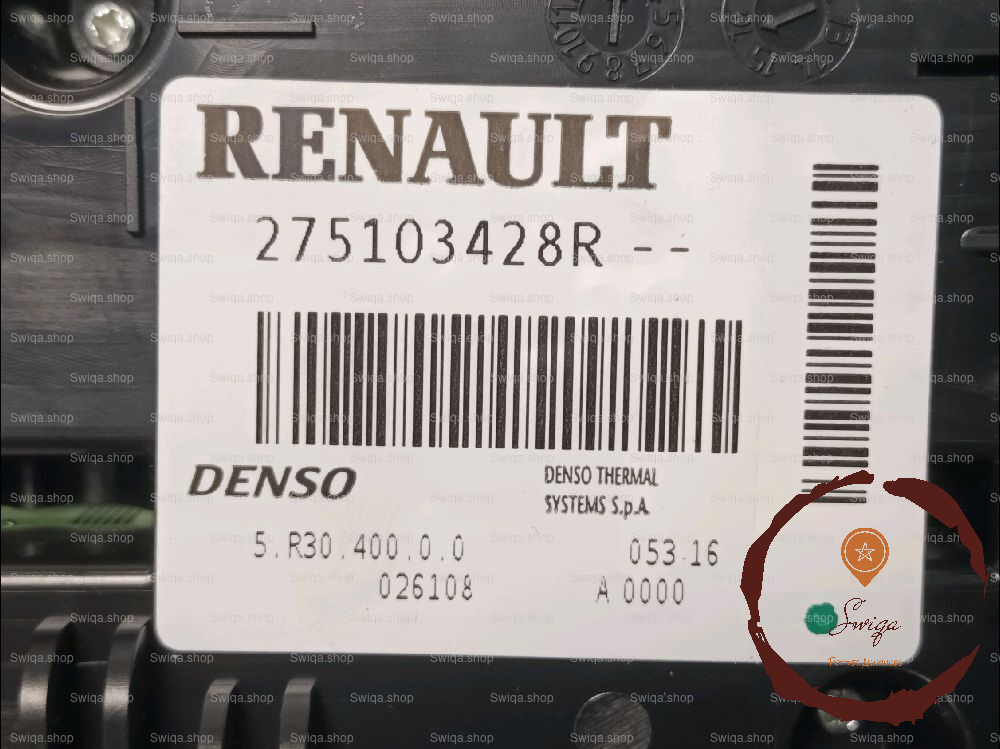 RENAULT
275103428R --
DENSO
DENSO THERMAL
SYSTEMS S.p.A.
5.R30.400.0.0
053-16
026108
A 0000
Swiqa
Swiqa.shop